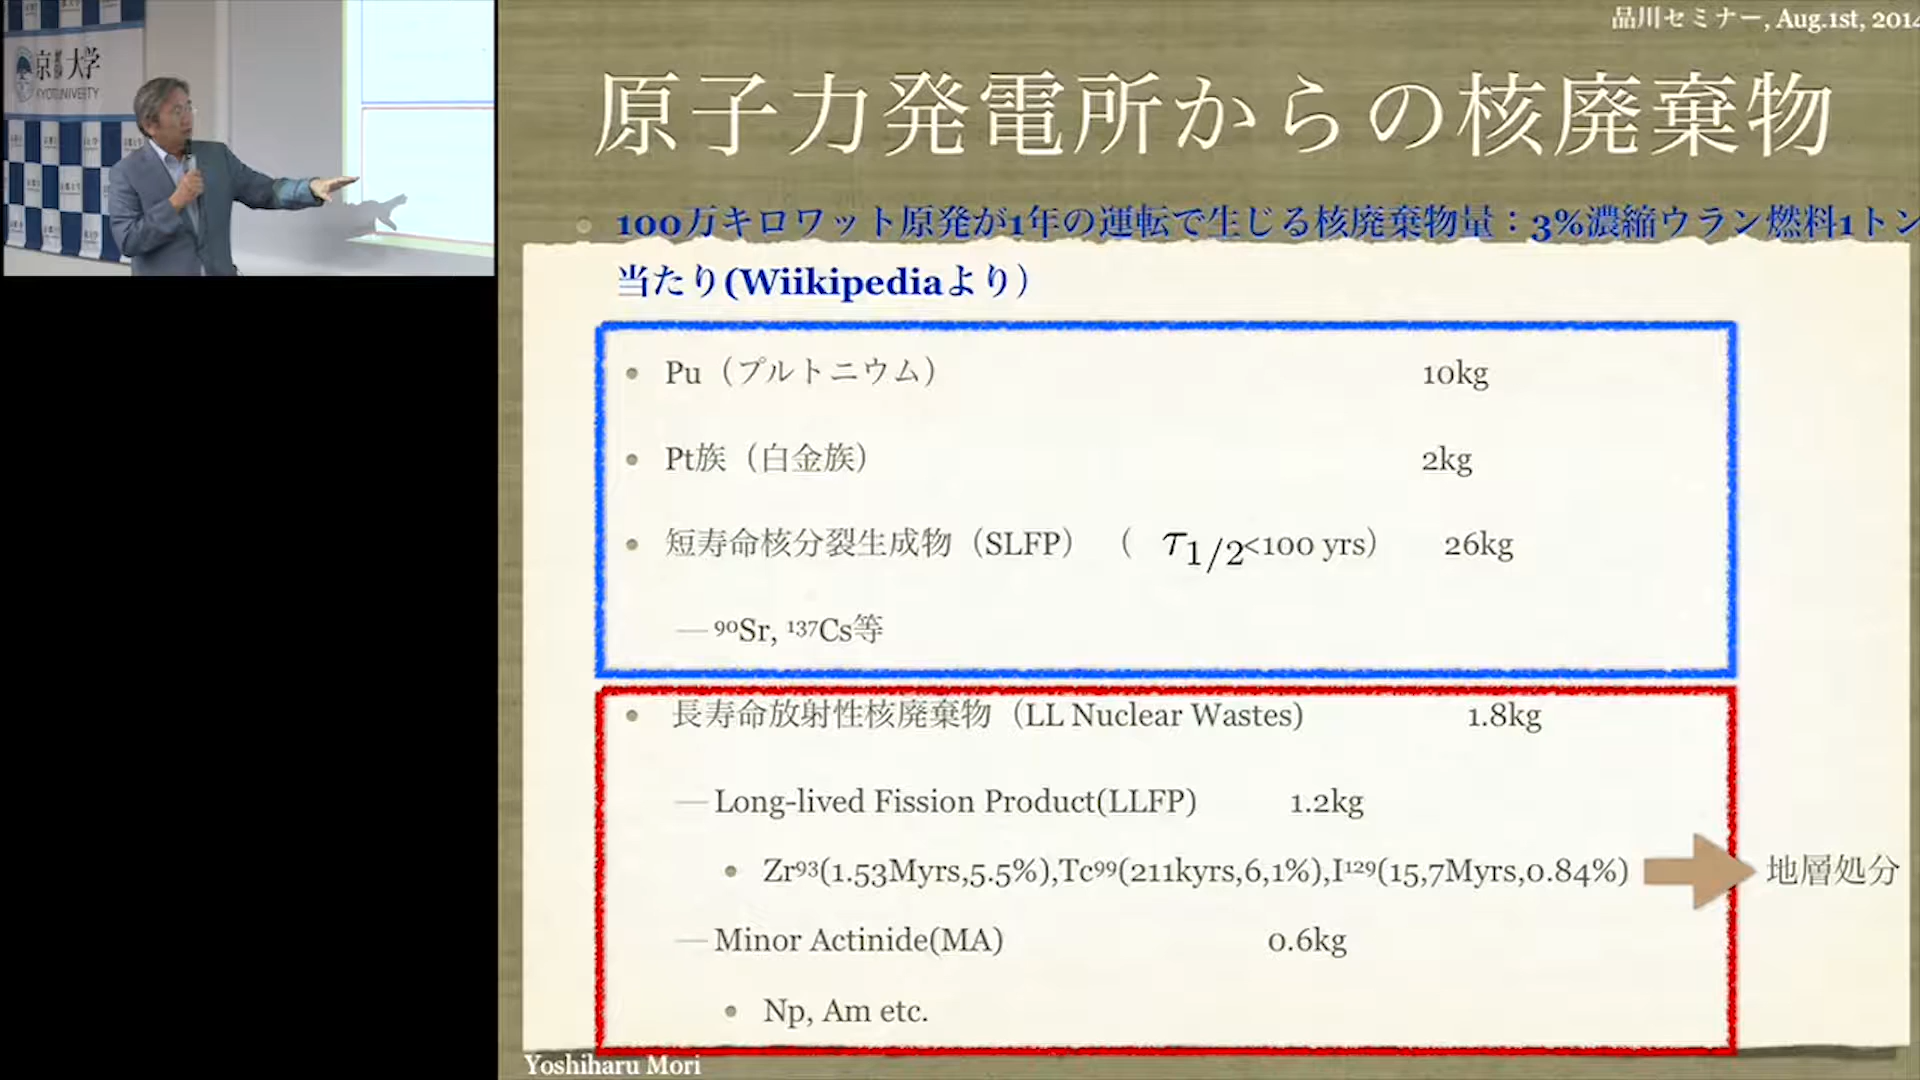 京都大学
KYOTO UNIVERSITY
品川セミナー, Aug.1st, 2014
原子力発電所からの核廃棄物
100万キロワット原発が1年の運転で生じる核廃棄物量：3%濃縮ウラン燃料1トン
当たり(Wiikipediaより）
Pu（プルトニウム） 10kg
Pt族（白金族） 2kg
短寿命核分裂生成物（SLFP）（ τ1/2<100 yrs） 26kg
— ⁹⁰Sr, ¹³⁷Cs等
長寿命放射性核廃棄物（LL Nuclear Wastes) 1.8kg
— Long-lived Fission Product(LLFP) 1.2kg
Zr⁹³(1.53Myrs,5.5%),Tc⁹⁹(211kyrs,6,1%),I¹²⁹(15,7Myrs,0.84%)
地層処分
— Minor Actinide(MA) 0.6kg
Np, Am etc.
Yoshiharu Mori